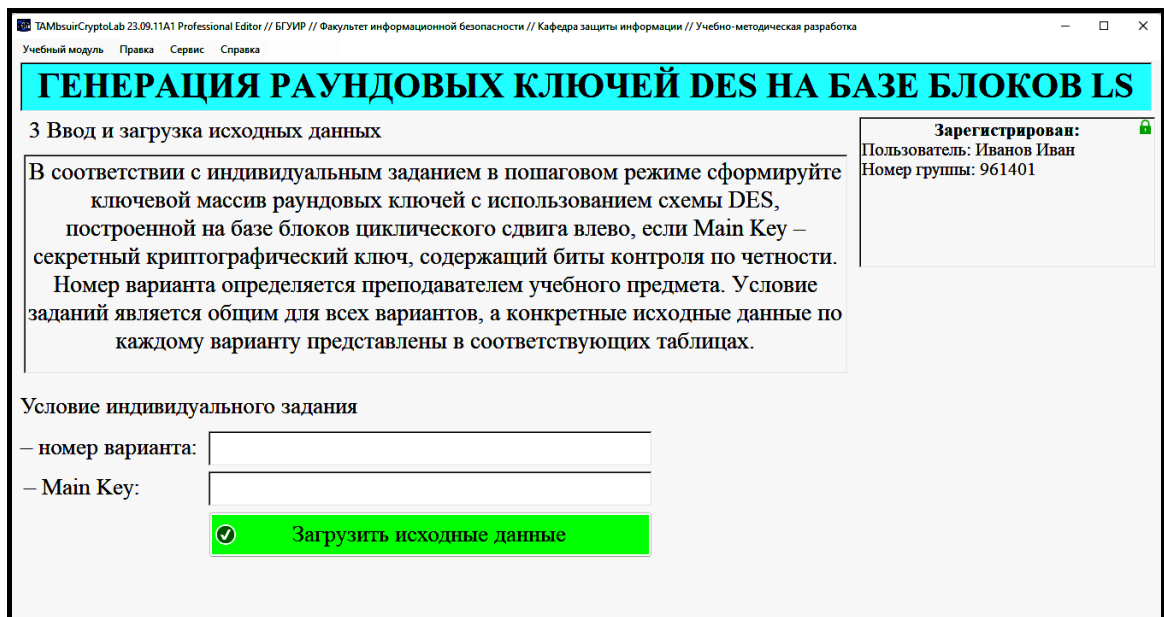 TAMbsuirCryptoLab 23.09.11A1 Professional Editor // БГУИР // Факультет информационной безопасности // Кафедра защиты информации // Учебно-методическая разработка
Учебный модуль Правка Сервис Справка
ГЕНЕРАЦИЯ РАУНДОВЫХ КЛЮЧЕЙ DES НА БАЗЕ БЛОКОВ LS
3 Ввод и загрузка исходных данных
В соответствии с индивидуальным заданием в пошаговом режиме сформируйте
ключевой массив раундовых ключей с использованием схемы DES,
построенной на базе блоков циклического сдвига влево, если Main Key –
секретный криптографический ключ, содержащий биты контроля по четности.
Номер варианта определяется преподавателем учебного предмета. Условие
заданий является общим для всех вариантов, а конкретные исходные данные по
каждому варианту представлены в соответствующих таблицах.
Зарегистрирован:
Пользователь: Иванов Иван
Номер группы: 961401
Условие индивидуального задания
– номер варианта:
– Main Key:
Загрузить исходные данные